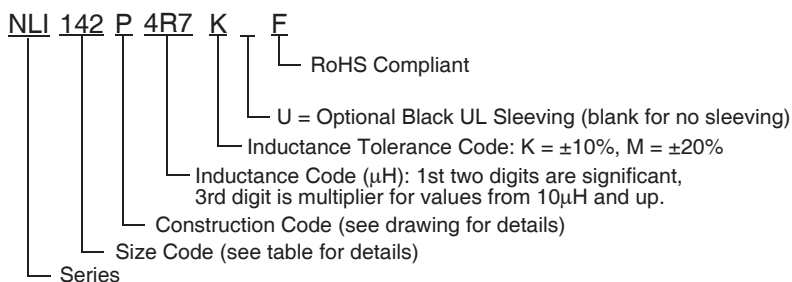 NLI 142 P 4R7 K _ F
RoHS Compliant
U = Optional Black UL Sleeving (blank for no sleeving)
Inductance Tolerance Code: K = ±10%, M = ±20%
Inductance Code (μH): 1st two digits are significant,
3rd digit is multiplier for values from 10μH and up.
Construction Code (see drawing for details)
Size Code (see table for details)
Series